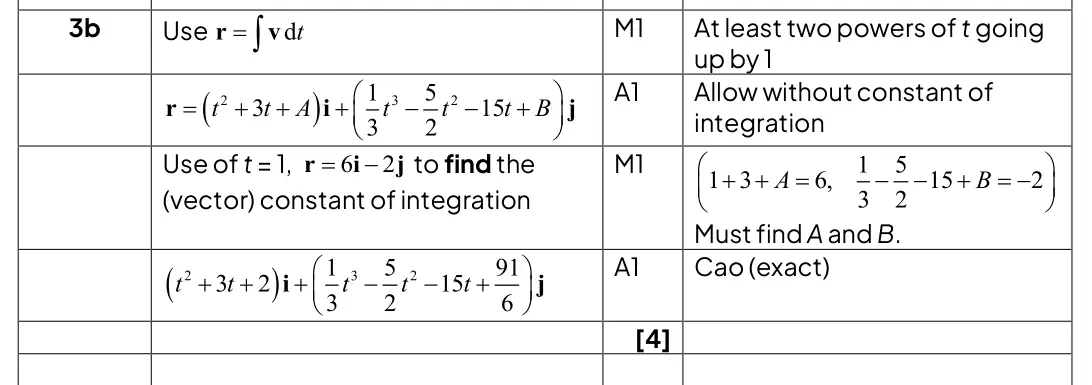 3b Use r = ∫ v dt M1 At least two powers of t going
up by 1
r = (t² + 3t + A)i + (1/3 t³ − 5/2 t² − 15t + B)j A1 Allow without constant of
integration
Use of t = 1, r = 6i − 2j to find the M1 (1 + 3 + A = 6, 1/3 − 5/2 − 15 + B = −2)
(vector) constant of integration
Must find A and B.
(t² + 3t + 2)i + (1/3 t³ − 5/2 t² − 15t + 91/6)j A1 Cao (exact)
[4]